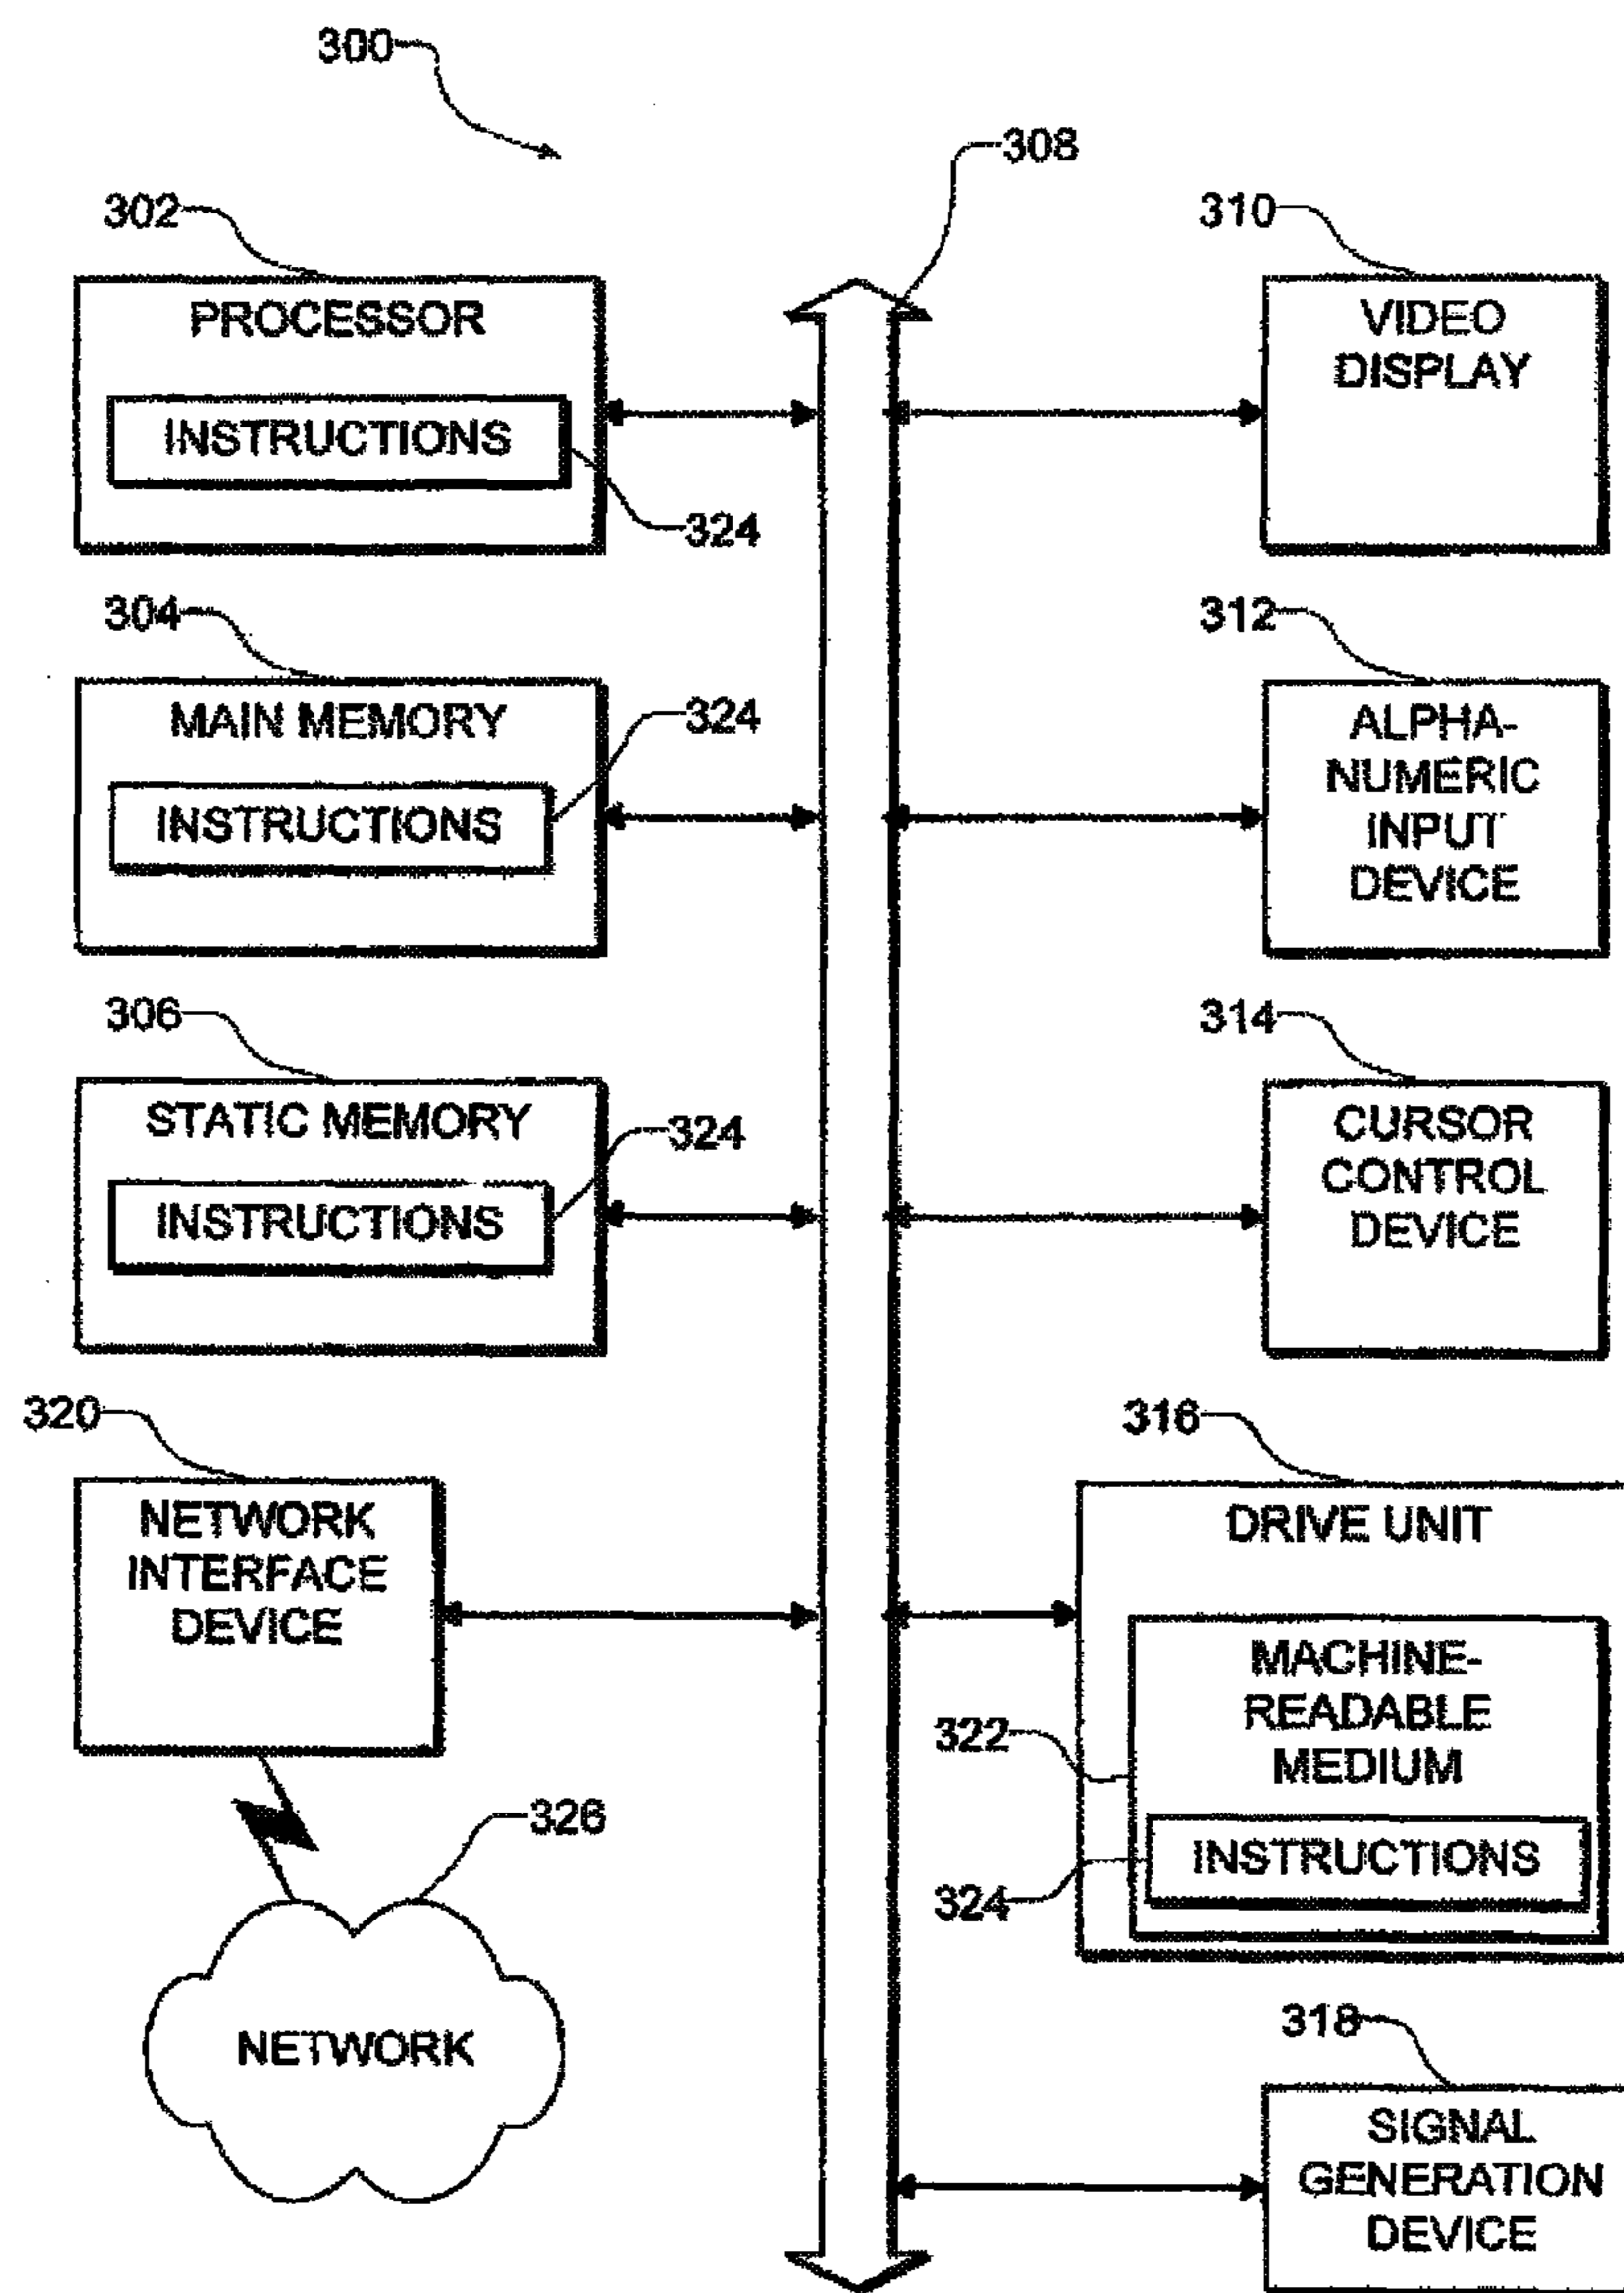 300
308
302
PROCESSOR
INSTRUCTIONS
324
310
VIDEO
DISPLAY
304
MAIN MEMORY
324
INSTRUCTIONS
312
ALPHA-
NUMERIC
INPUT
DEVICE
306
STATIC MEMORY
324
INSTRUCTIONS
314
CURSOR
CONTROL
DEVICE
320
NETWORK
INTERFACE
DEVICE
316
DRIVE UNIT
322
MACHINE-
READABLE
MEDIUM
324
INSTRUCTIONS
326
NETWORK
318
SIGNAL
GENERATION
DEVICE